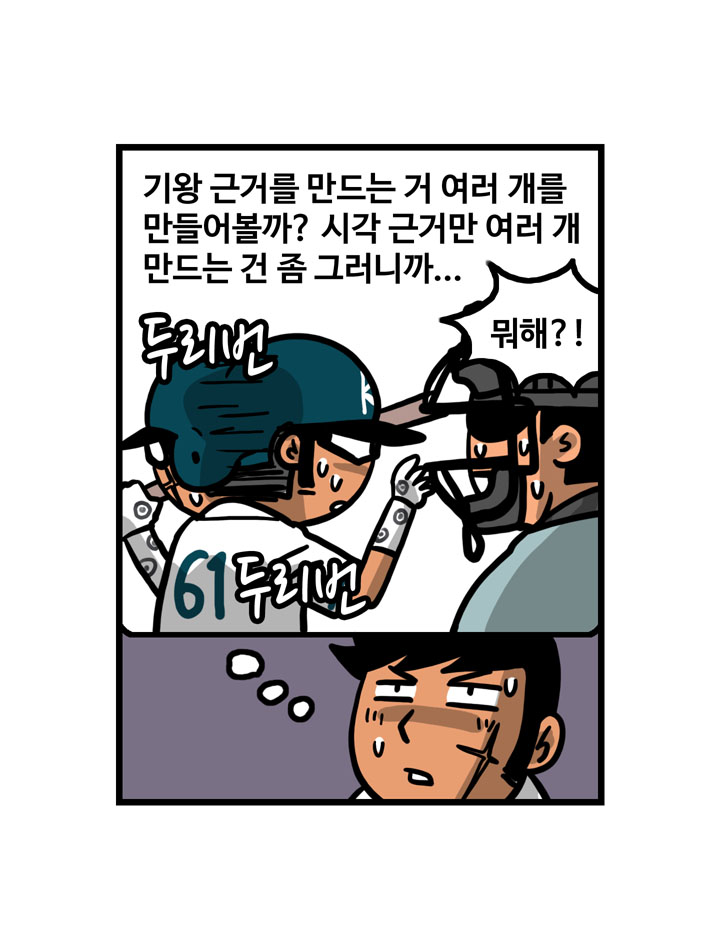 기왕 근거를 만드는 거 여러 개를
만들어볼까? 시각 근거만 여러 개
만드는 건 좀 그러니까...
뭐해?!
두리번
K
61
두리번